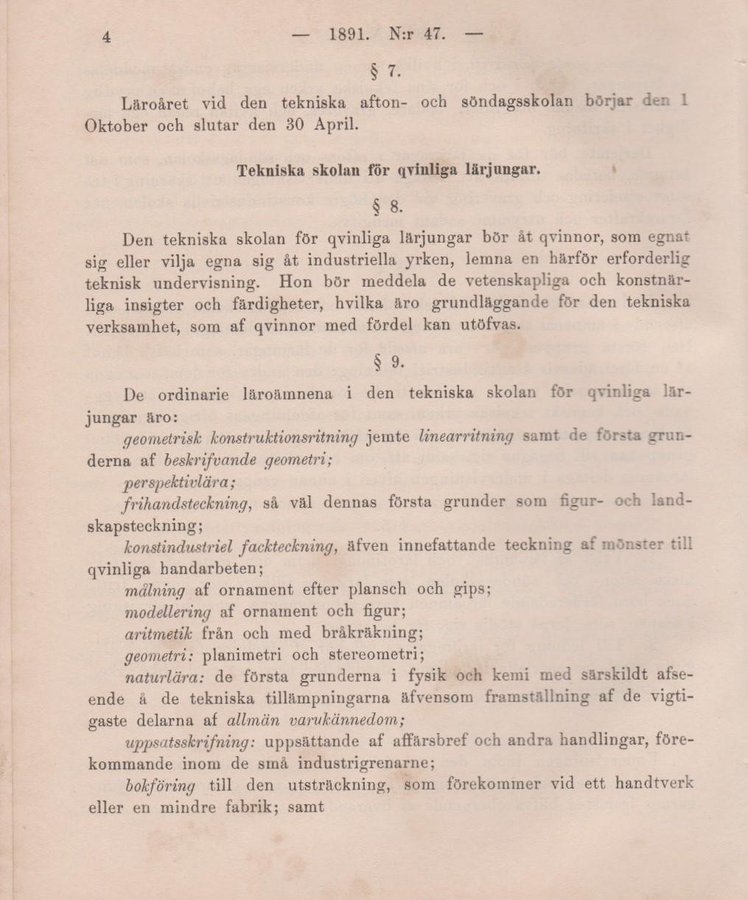 4 — 1891. N:r 47. —
§ 7.
Läroåret vid den tekniska afton- och söndagsskolan börjar den 1
Oktober och slutar den 30 April.
Tekniska skolan för qvinliga lärjungar.
§ 8.
Den tekniska skolan för qvinliga lärjungar bör åt qvinnor, som egnat
sig eller vilja egna sig åt industriella yrken, lemna en härför erforderlig
teknisk undervisning. Hon bör meddela de vetenskapliga och konstnär-
liga insigter och färdigheter, hvilka äro grundläggande för den tekniska
verksamhet, som af qvinnor med fördel kan utöfvas.
§ 9.
De ordinarie läroämnena i den tekniska skolan för qvinliga lär-
jungar äro:
geometrisk konstruktionsritning jemte linearritning samt de första grun-
derna af beskrifvande geometri;
perspektivlära;
frihandsteckning, så väl dennas första grunder som figur- och land-
skapsteckning;
konstindustriel fackteckning, äfven innefattande teckning af mönster till
qvinliga handarbeten;
målning af ornament efter plansch och gips;
modellering af ornament och figur;
aritmetik från och med bråkräkning;
geometri: planimetri och stereometri;
naturlära: de första grunderna i fysik och kemi med särskildt afse-
ende å de tekniska tillämpningarna äfvensom framställning af de vigti-
gaste delarna af allmän varukännedom;
uppsatsskrifning: uppsättande af affärsbref och andra handlingar, före-
kommande inom de små industrigrenarne;
bokföring till den utsträckning, som förekommer vid ett handtverk
eller en mindre fabrik; samt